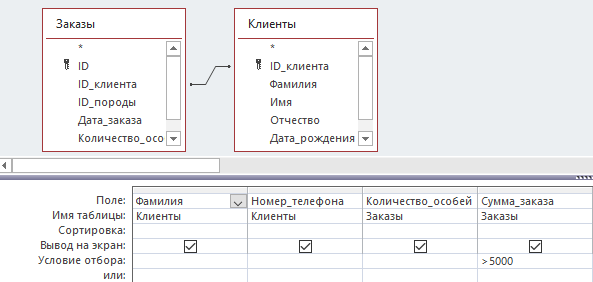 Заказы
*
ID
ID_клиента
ID_породы
Дата_заказа
Количество_осо
Клиенты
*
ID_клиента
Фамилия
Имя
Отчество
Дата_рождения
Поле: Фамилия Номер_телефона Количество_особей Сумма_заказа
Имя таблицы: Клиенты Клиенты Заказы Заказы
Сортировка:
Вывод на экран:
Условие отбора: >5000
или: